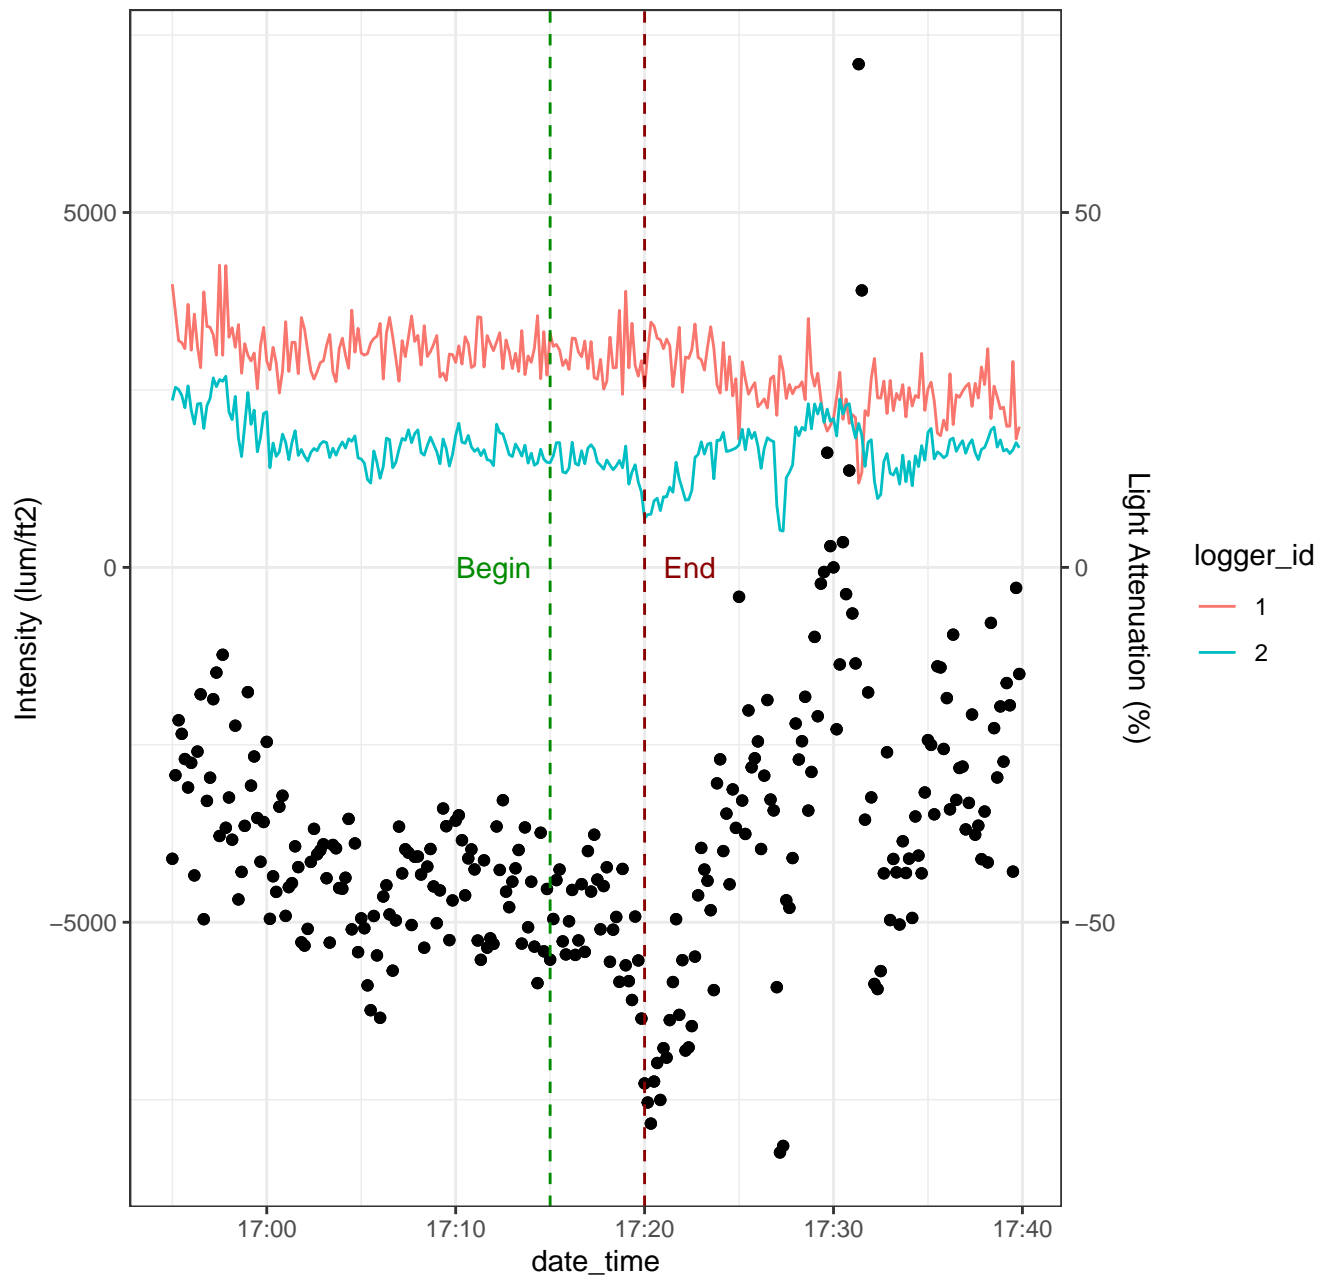 5000
0
−5000
Intensity (lum/ft2)
Begin
End
50
0
−50
Light Attenuation (%)
17:00
17:10
17:20
17:30
17:40
date_time
logger_id
1
2